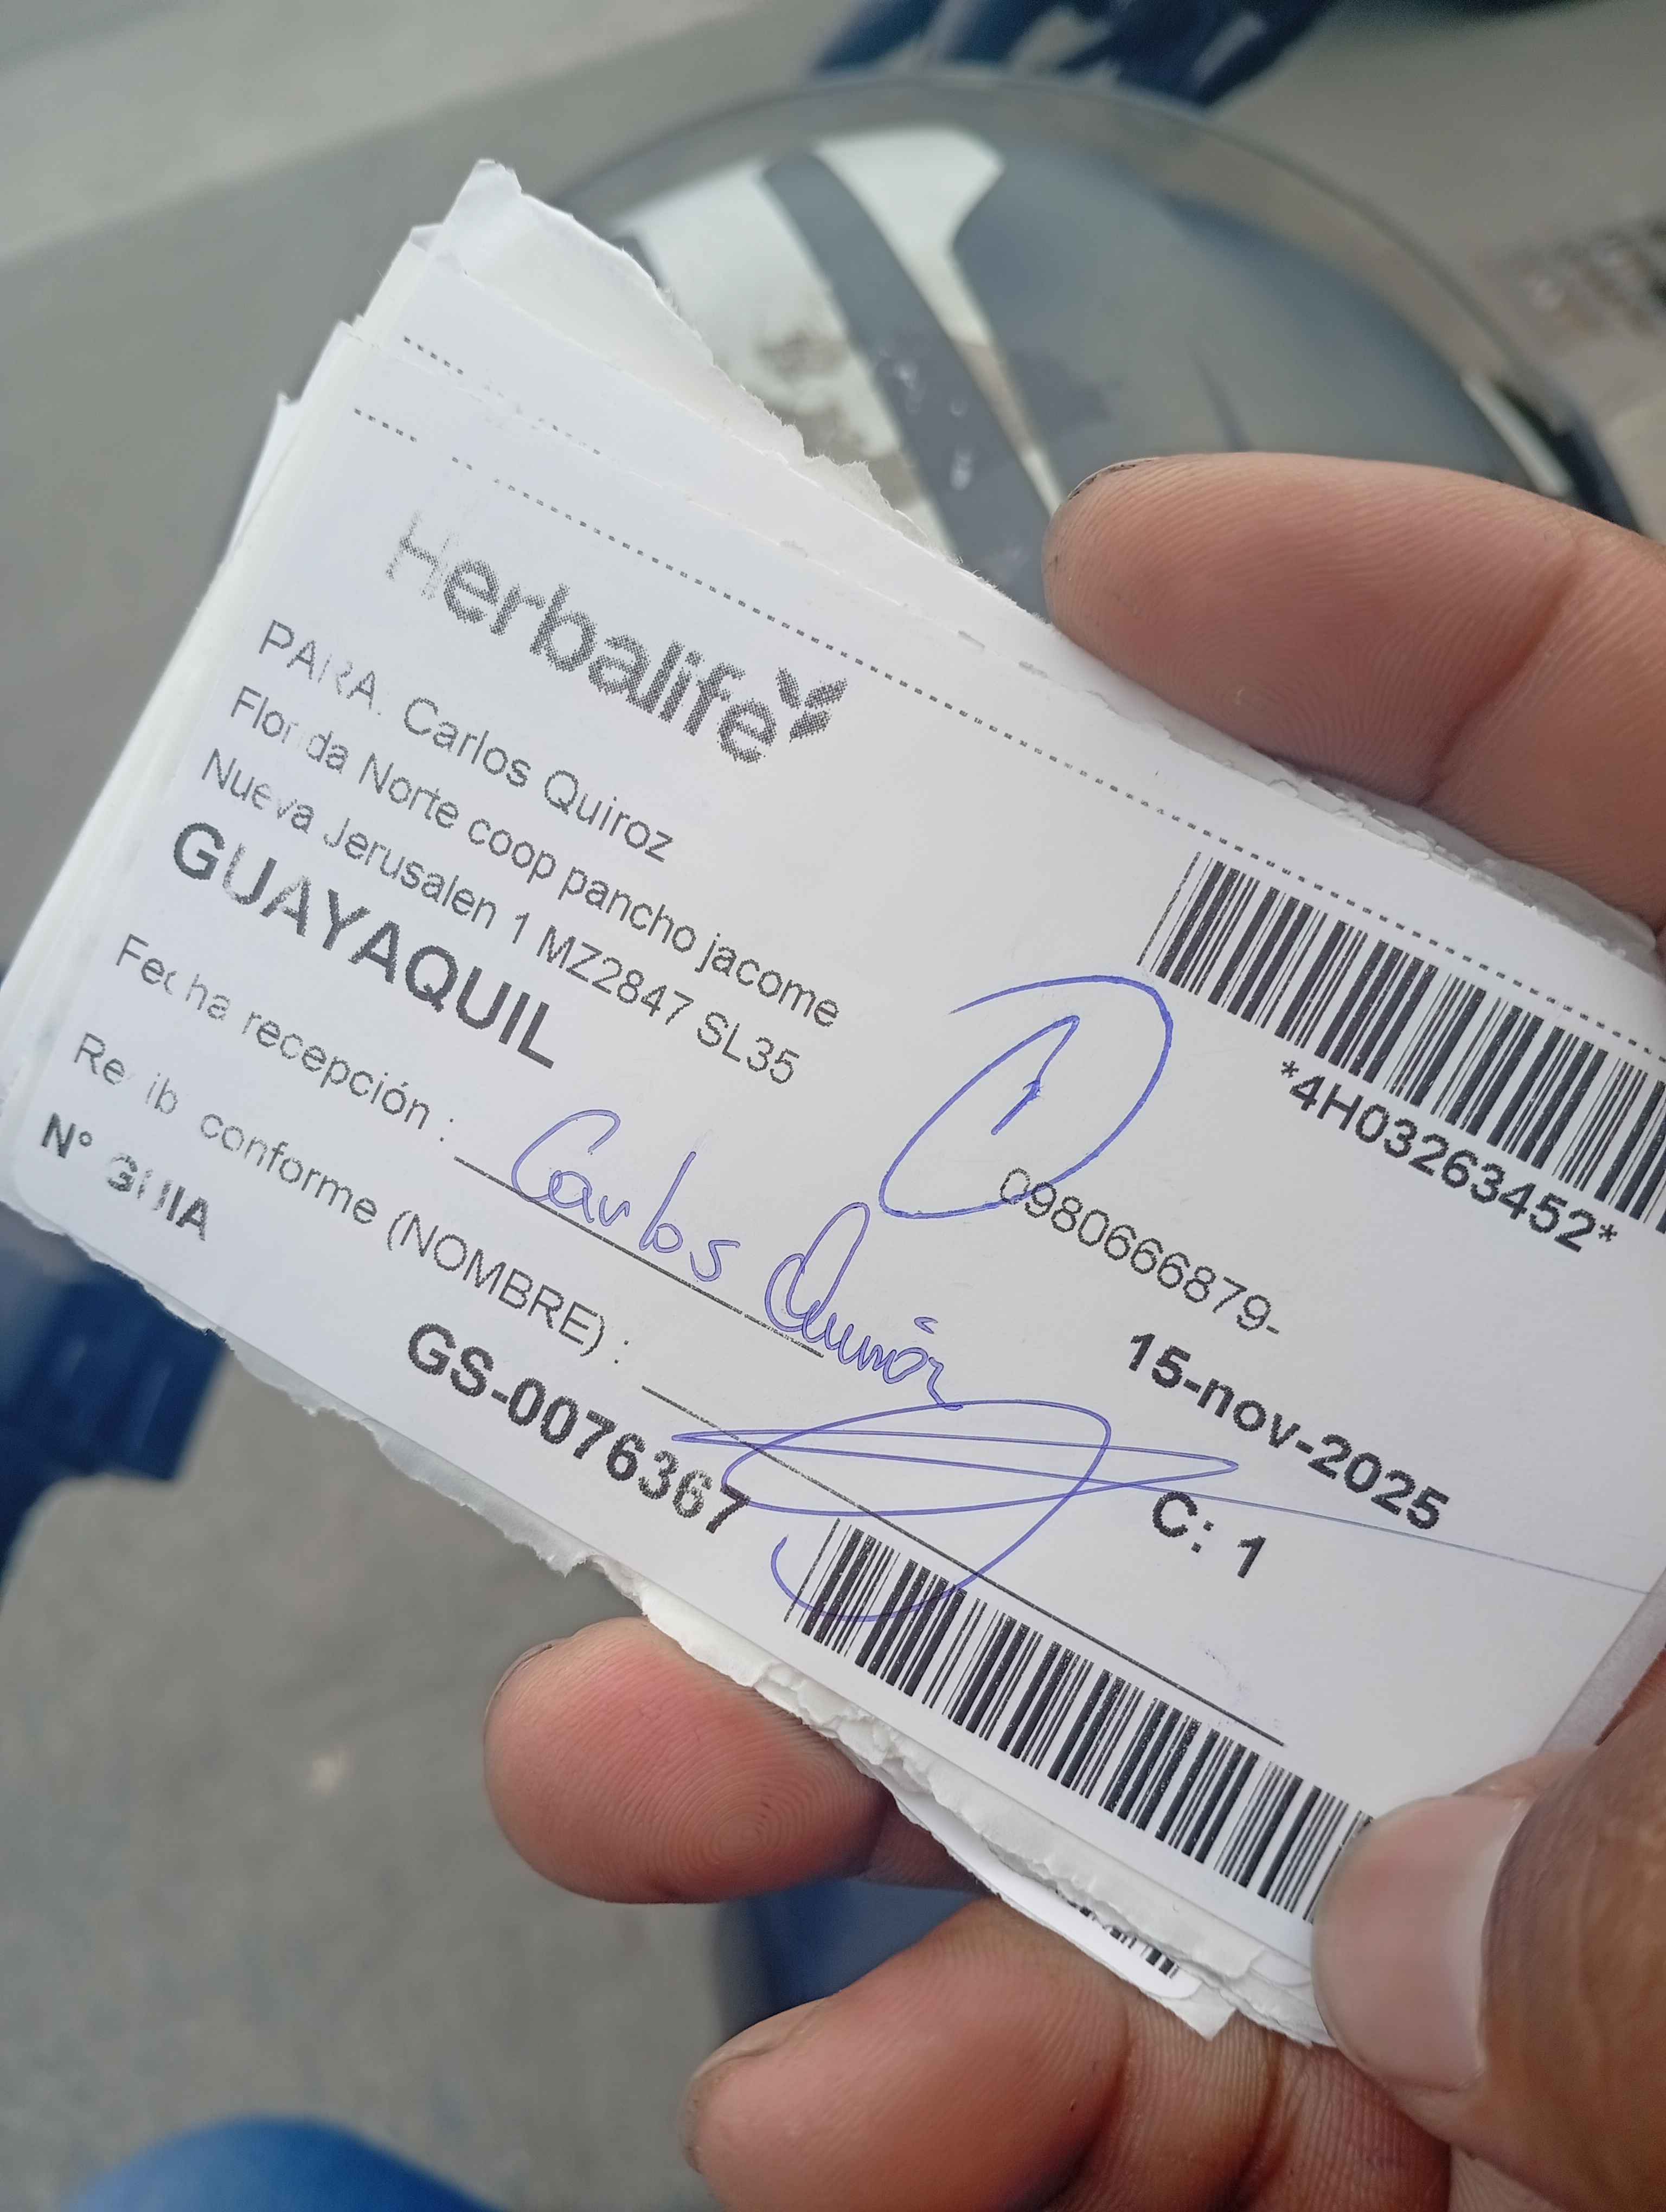 Herbalife
PARA. Carlos Quiroz
Florida Norte coop pancho jacome
Nueva Jerusalen 1 MZ2847 SL35
GUAYAQUIL
*4H03263452*
1
0980666879-
Fecha recepción :
Carlos
15-nov-2025
Recib conforme (NOMBRE) :
C: 1
N° GUIA
GS-0076367